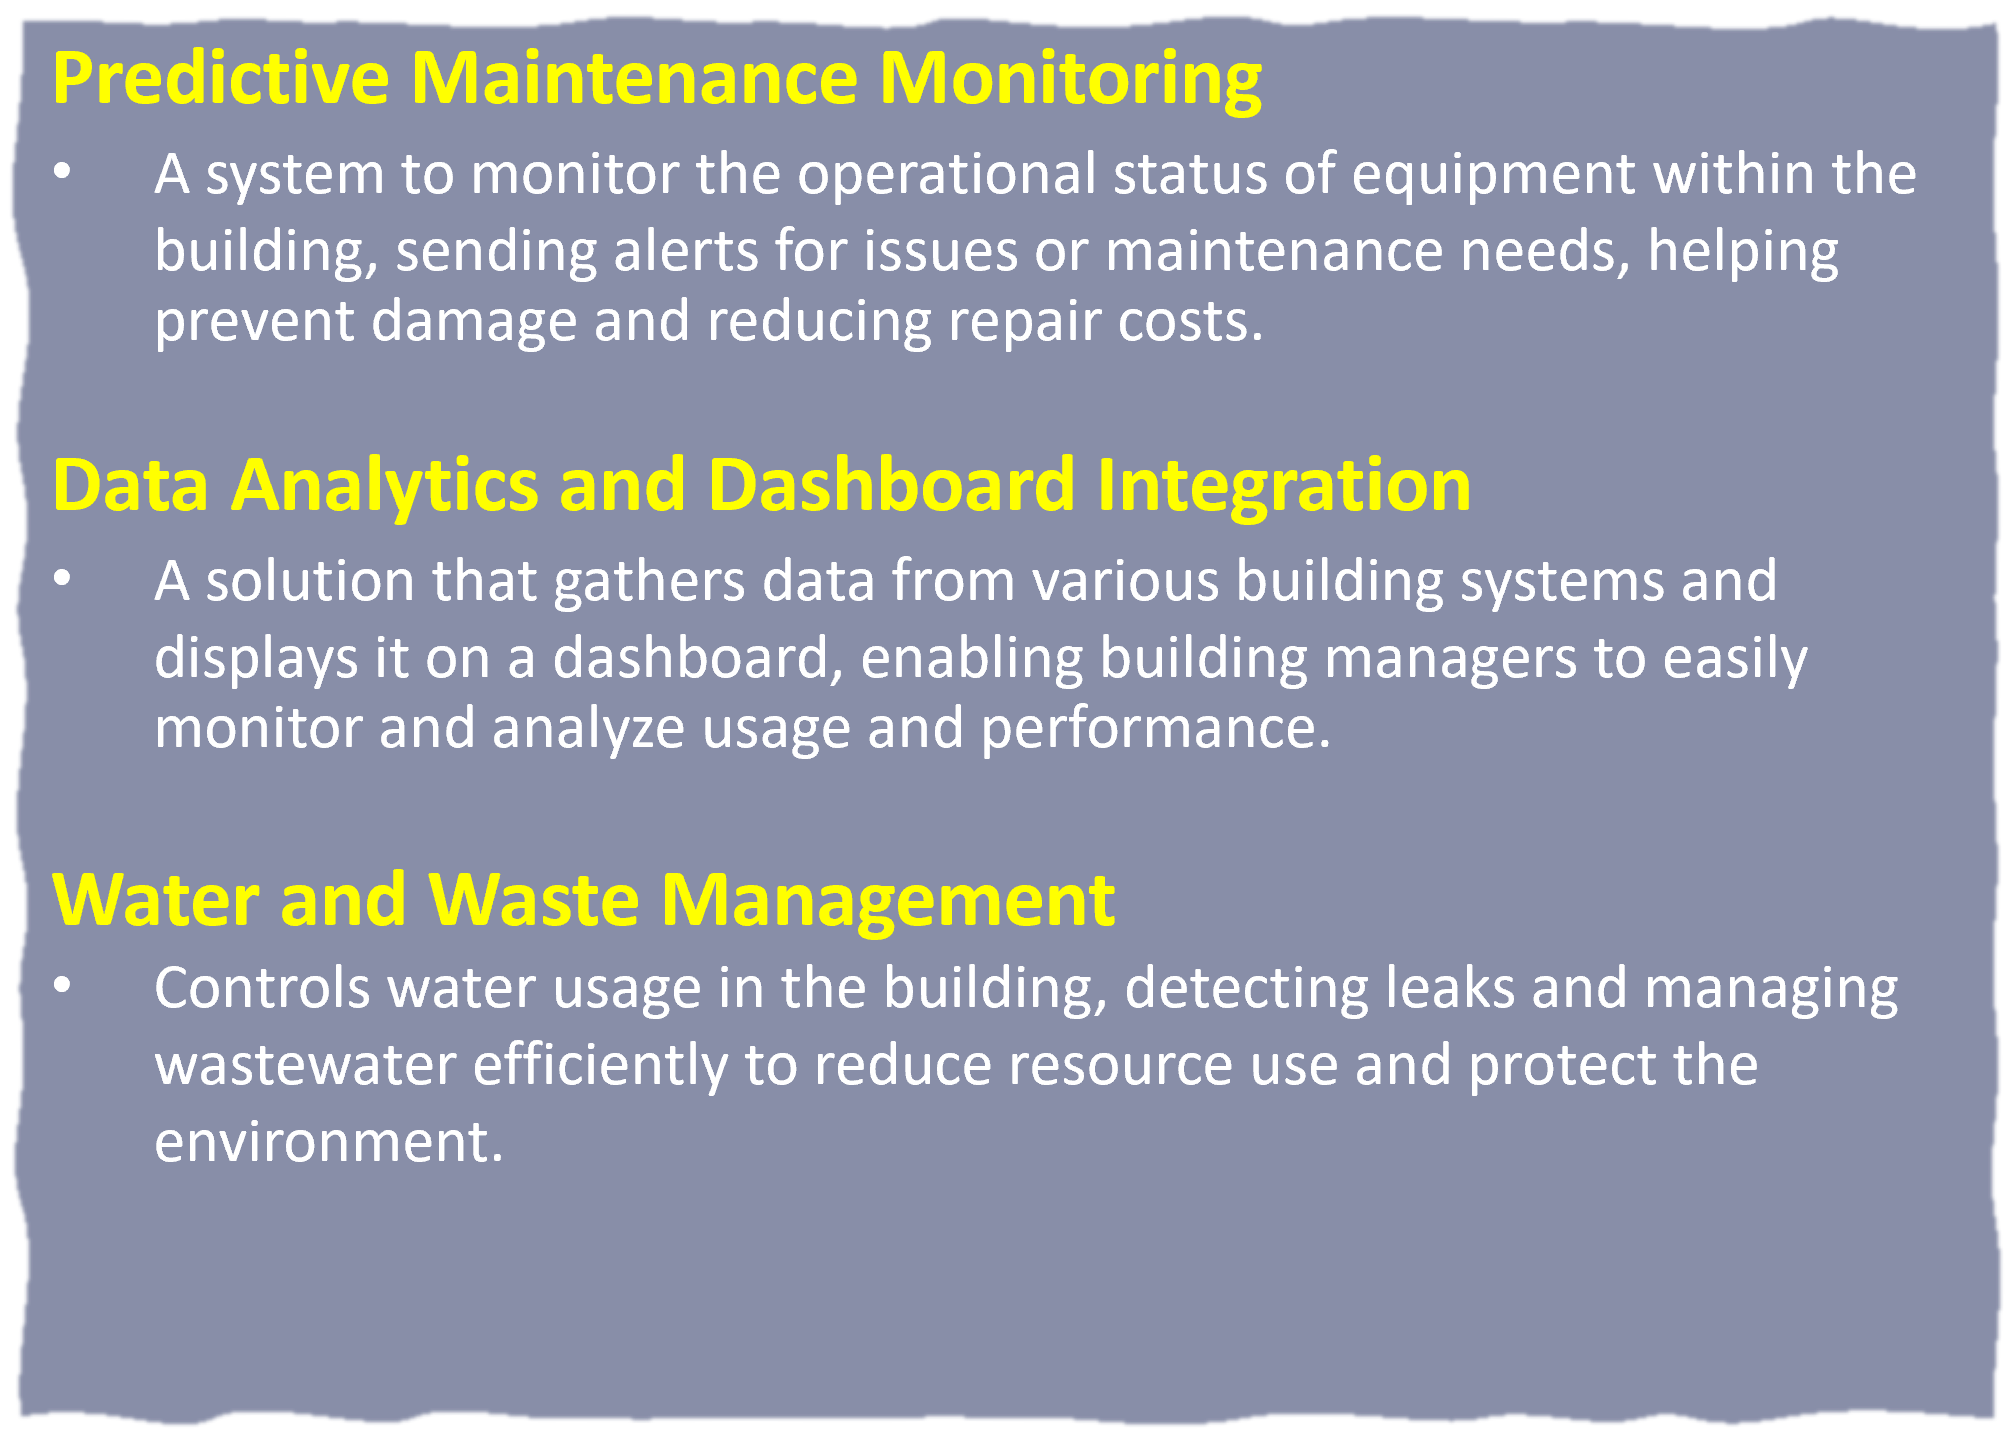 Predictive Maintenance Monitoring
• A system to monitor the operational status of equipment within the
building, sending alerts for issues or maintenance needs, helping
prevent damage and reducing repair costs.
Data Analytics and Dashboard Integration
• A solution that gathers data from various building systems and
displays it on a dashboard, enabling building managers to easily
monitor and analyze usage and performance.
Water and Waste Management
• Controls water usage in the building, detecting leaks and managing
wastewater efficiently to reduce resource use and protect the
environment.